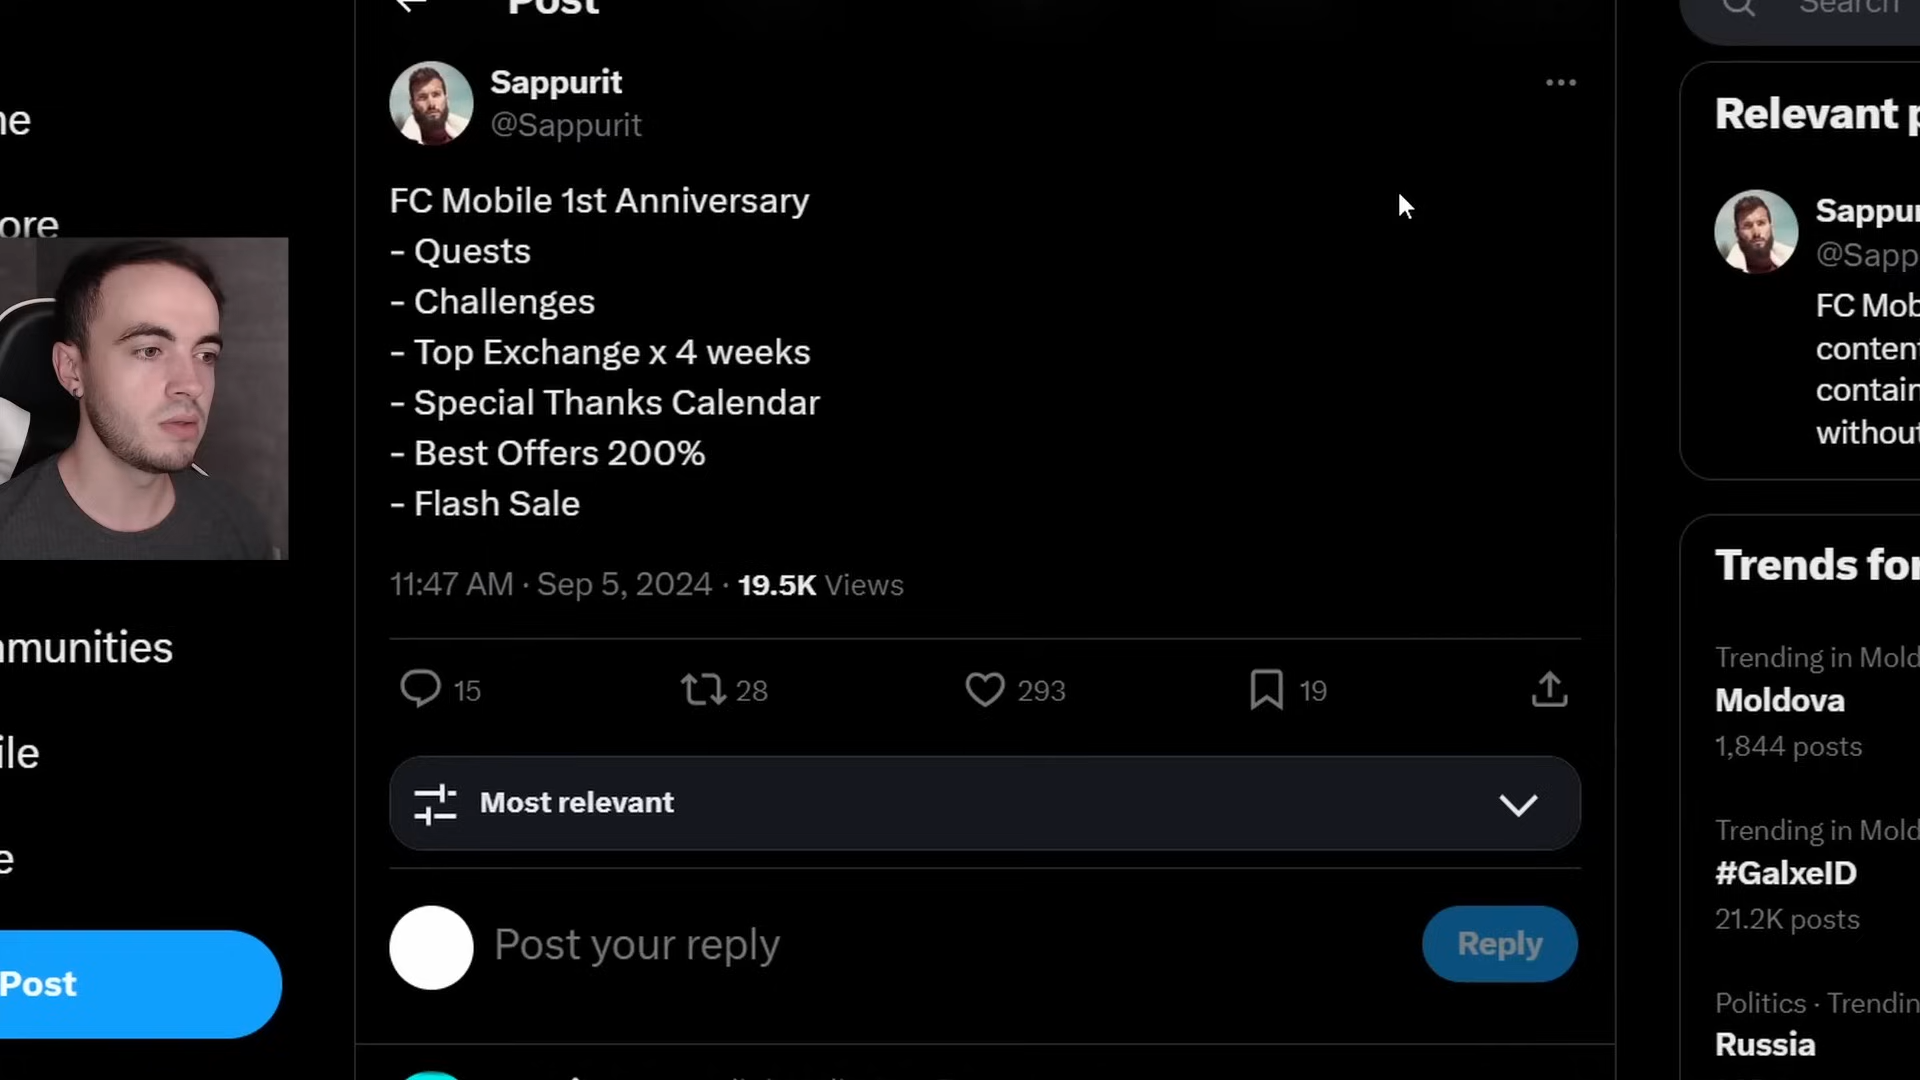 Post
Search
Sappurit
@Sappurit
FC Mobile 1st Anniversary
- Quests
- Challenges
- Top Exchange x 4 weeks
- Special Thanks Calendar
- Best Offers 200%
- Flash Sale
11:47 AM · Sep 5, 2024 · 19.5K Views
15
28
293
19
Most relevant
Post your reply
Reply
Post
Relevant
Trends for
Trending in
Moldova
1,844 posts
Trending in
#GalxeID
21.2K posts
Politics ·
Russia